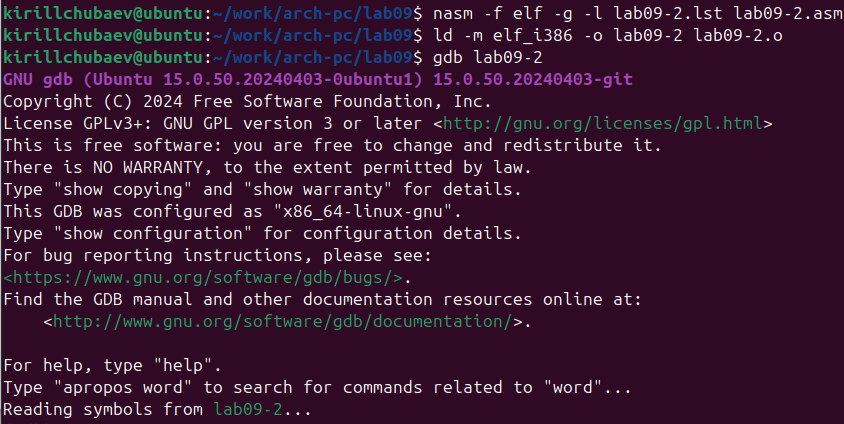 kirillchubaev@ubuntu:~/work/arch-pc/lab09$ nasm -f elf -g -l lab09-2.lst lab09-2.asm
kirillchubaev@ubuntu:~/work/arch-pc/lab09$ ld -m elf_i386 -o lab09-2 lab09-2.o
kirillchubaev@ubuntu:~/work/arch-pc/lab09$ gdb lab09-2
GNU gdb (Ubuntu 15.0.50.20240403-0ubuntu1) 15.0.50.20240403-git
Copyright (C) 2024 Free Software Foundation, Inc.
License GPLv3+: GNU GPL version 3 or later <http://gnu.org/licenses/gpl.html>
This is free software: you are free to change and redistribute it.
There is NO WARRANTY, to the extent permitted by law.
Type "show copying" and "show warranty" for details.
This GDB was configured as "x86_64-linux-gnu".
Type "show configuration" for configuration details.
For bug reporting instructions, please see:
<https://www.gnu.org/software/gdb/bugs/>.
Find the GDB manual and other documentation resources online at:
    <http://www.gnu.org/software/gdb/documentation/>.

For help, type "help".
Type "apropos word" to search for commands related to "word"...
Reading symbols from lab09-2...